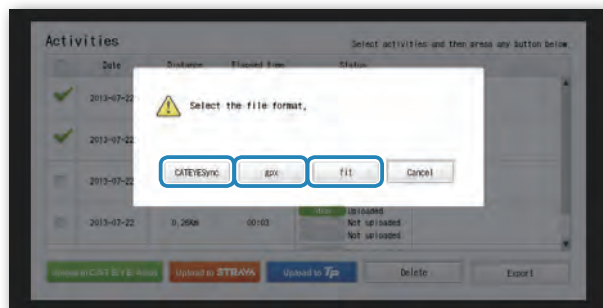 Activities
Select activities and then press any button below.
Date Distance Elapsed time Status
2013-07-22
2013-07-22
Select the file format.
CATEYESync gpx fit Cancel
2013-07-22
2013-07-22 0.26km 00:03 Uploaded
Not uploaded
Not uploaded
Upload to CATEYE Atlas Upload to STRAVA Upload to Tp Delete Export